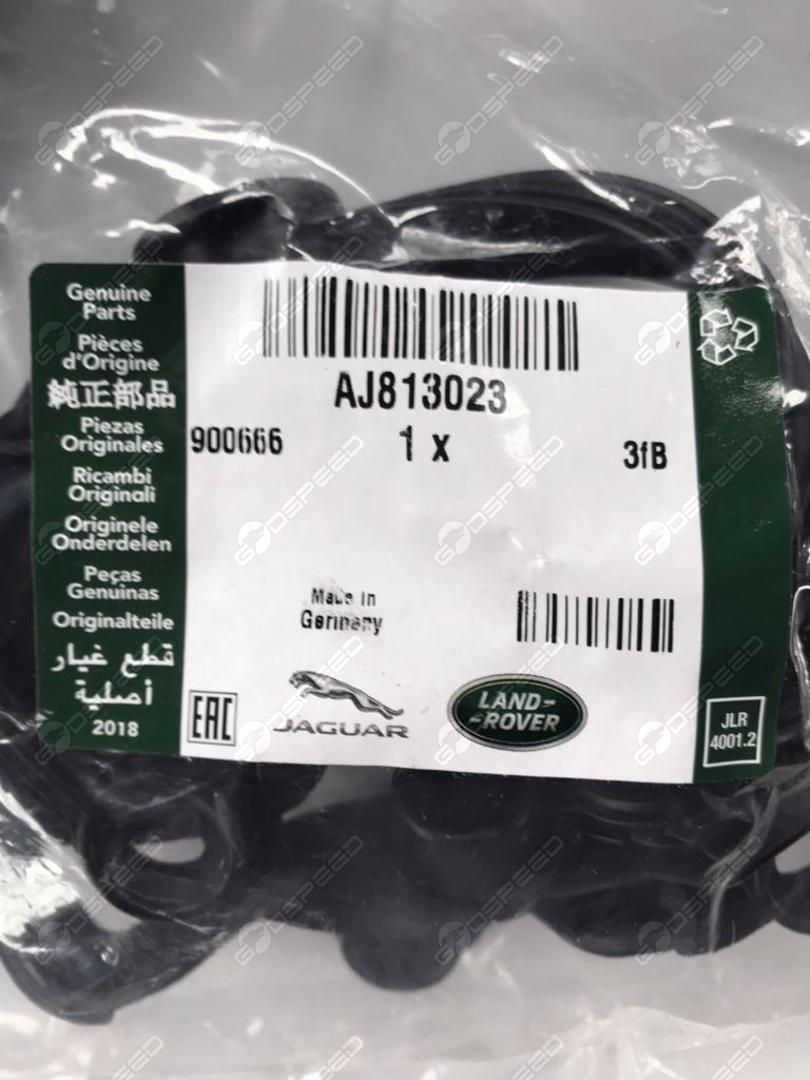 Genuine
Parts
Pièces
d'Origine
純正部品
Piezas
Originales
Ricambi
Originali
Originele
Onderdelen
Peças
Genuinas
Originalteile
قطع غيار
أصلية
2018
AJ813023
900666
1 x
3fB
Made in
Germany
EAC
JAGUAR
LAND-
-ROVER
JLR
4001.2
GODSPEED